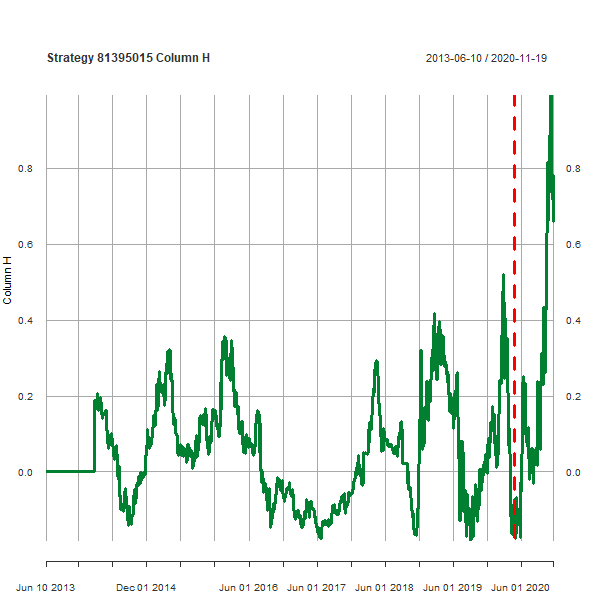 Strategy 81395015 Column H
2013-06-10 / 2020-11-19
Column H
0.8
0.6
0.4
0.2
0.0
0.8
0.6
0.4
0.2
0.0
Jun 10 2013
Dec 01 2014
Jun 01 2016
Jun 01 2017
Jun 01 2018
Jun 01 2019
Jun 01 2020